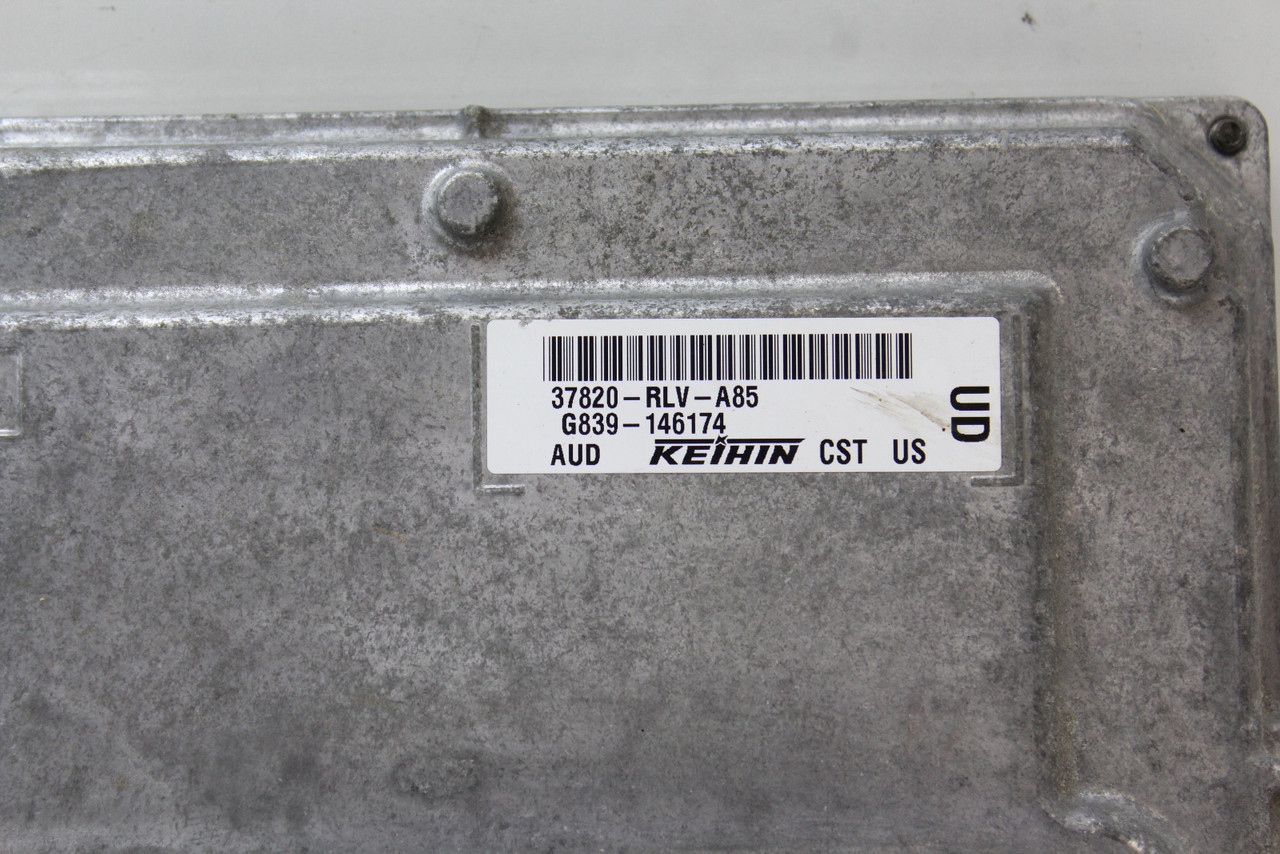 37820-RLV-A85
G839-146174
AUD KEIHIN CST US
UD